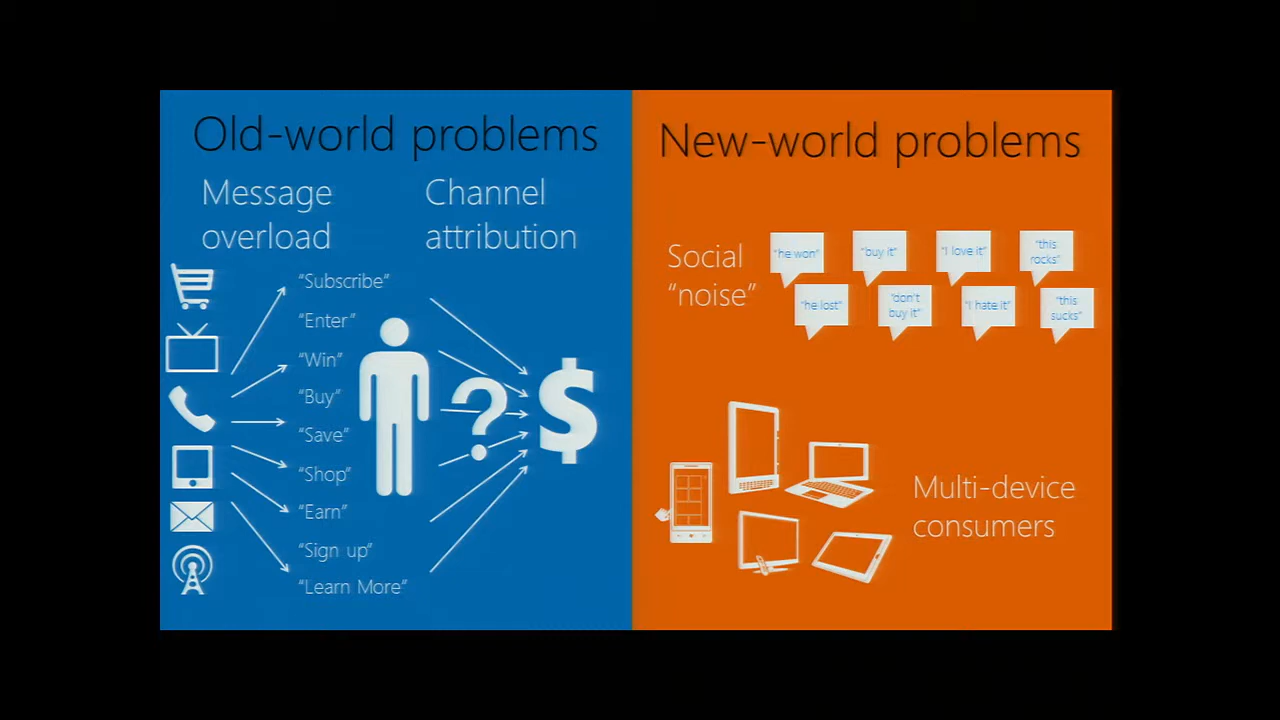 Old-world problems
Message
overload
Channel
attribution
“Subscribe”
“Enter”
“Win”
“Buy”
“Save”
“Shop”
“Earn”
“Sign up”
“Learn More”
?
$
New-world problems
Social
“noise”
“he won”
“buy it”
“I love it”
“this
rocks”
“he lost”
“don’t
buy it”
“I hate it”
“this
sucks”
Multi-device
consumers